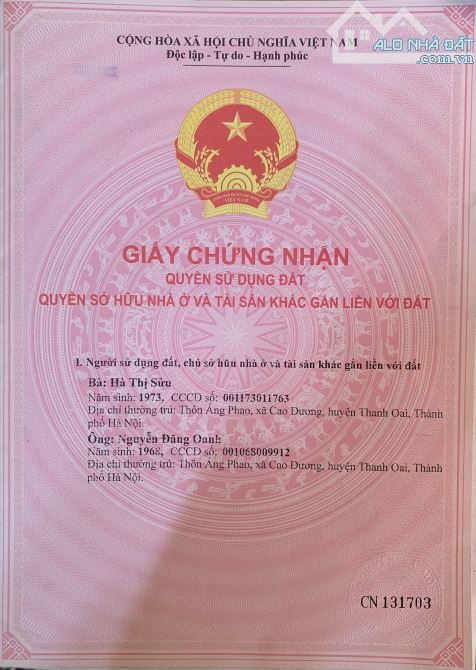 ALO NHÀ ĐẤT
.com.vn
CỘNG HÒA XÃ HỘI CHỦ NGHĨA VIỆT NAM
Độc lập - Tự do - Hạnh phúc
VIỆT NAM
GIẤY CHỨNG NHẬN
QUYỀN SỬ DỤNG ĐẤT
QUYỀN SỞ HỮU NHÀ Ở VÀ TÀI SẢN KHÁC GẮN LIỀN VỚI ĐẤT
1. Người sử dụng đất, chủ sở hữu nhà ở và tài sản khác gắn liền với đất
Bà: Hà Thị Sửu
Năm sinh: 1973, CCCD số: 001173011763
Địa chỉ thường trú: Thôn Áng Phao, xã Cao Dương, huyện Thanh Oai, Thành
phố Hà Nội.
Ông: Nguyễn Đăng Oanh
Năm sinh: 1968, CCCD số: 001068009912
Địa chỉ thường trú: Thôn Áng Phao, xã Cao Dương, huyện Thanh Oai, Thành
phố Hà Nội.
CN 131703